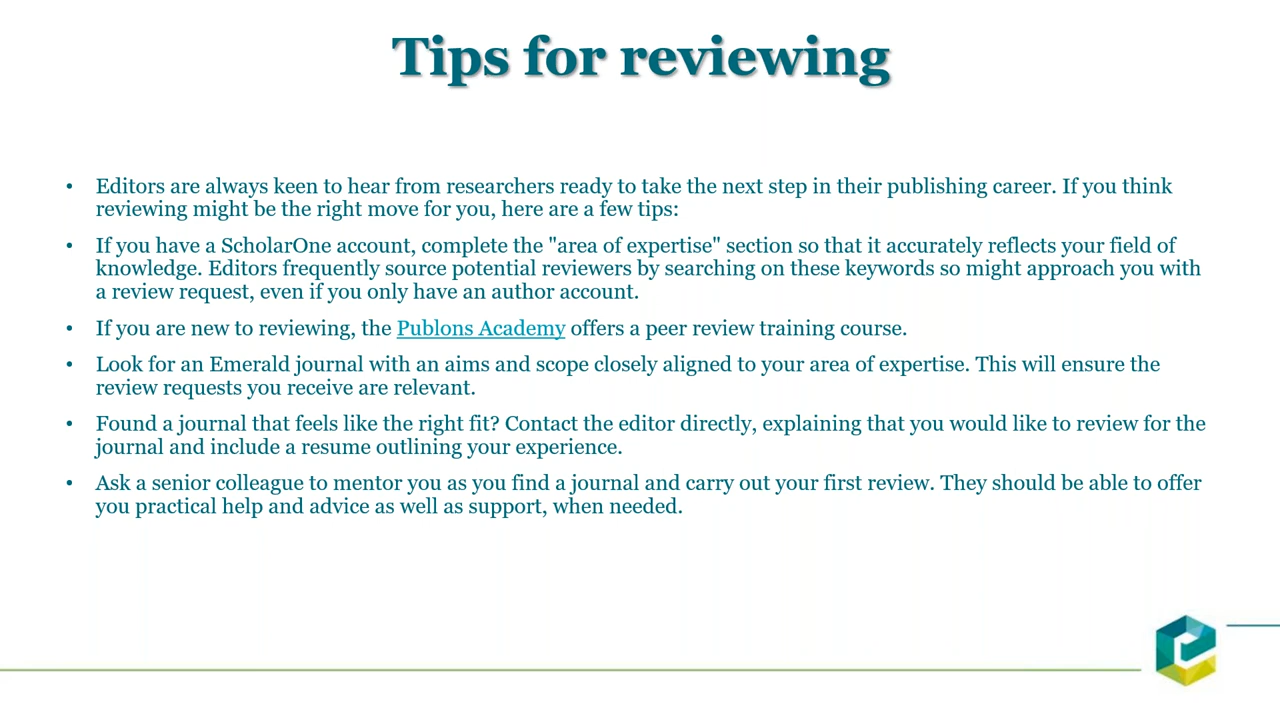 Tips for reviewing
• Editors are always keen to hear from researchers ready to take the next step in their publishing career. If you think
reviewing might be the right move for you, here are a few tips:
• If you have a ScholarOne account, complete the "area of expertise" section so that it accurately reflects your field of
knowledge. Editors frequently source potential reviewers by searching on these keywords so might approach you with
a review request, even if you only have an author account.
• If you are new to reviewing, the Publons Academy offers a peer review training course.
• Look for an Emerald journal with an aims and scope closely aligned to your area of expertise. This will ensure the
review requests you receive are relevant.
• Found a journal that feels like the right fit? Contact the editor directly, explaining that you would like to review for the
journal and include a resume outlining your experience.
• Ask a senior colleague to mentor you as you find a journal and carry out your first review. They should be able to offer
you practical help and advice as well as support, when needed.